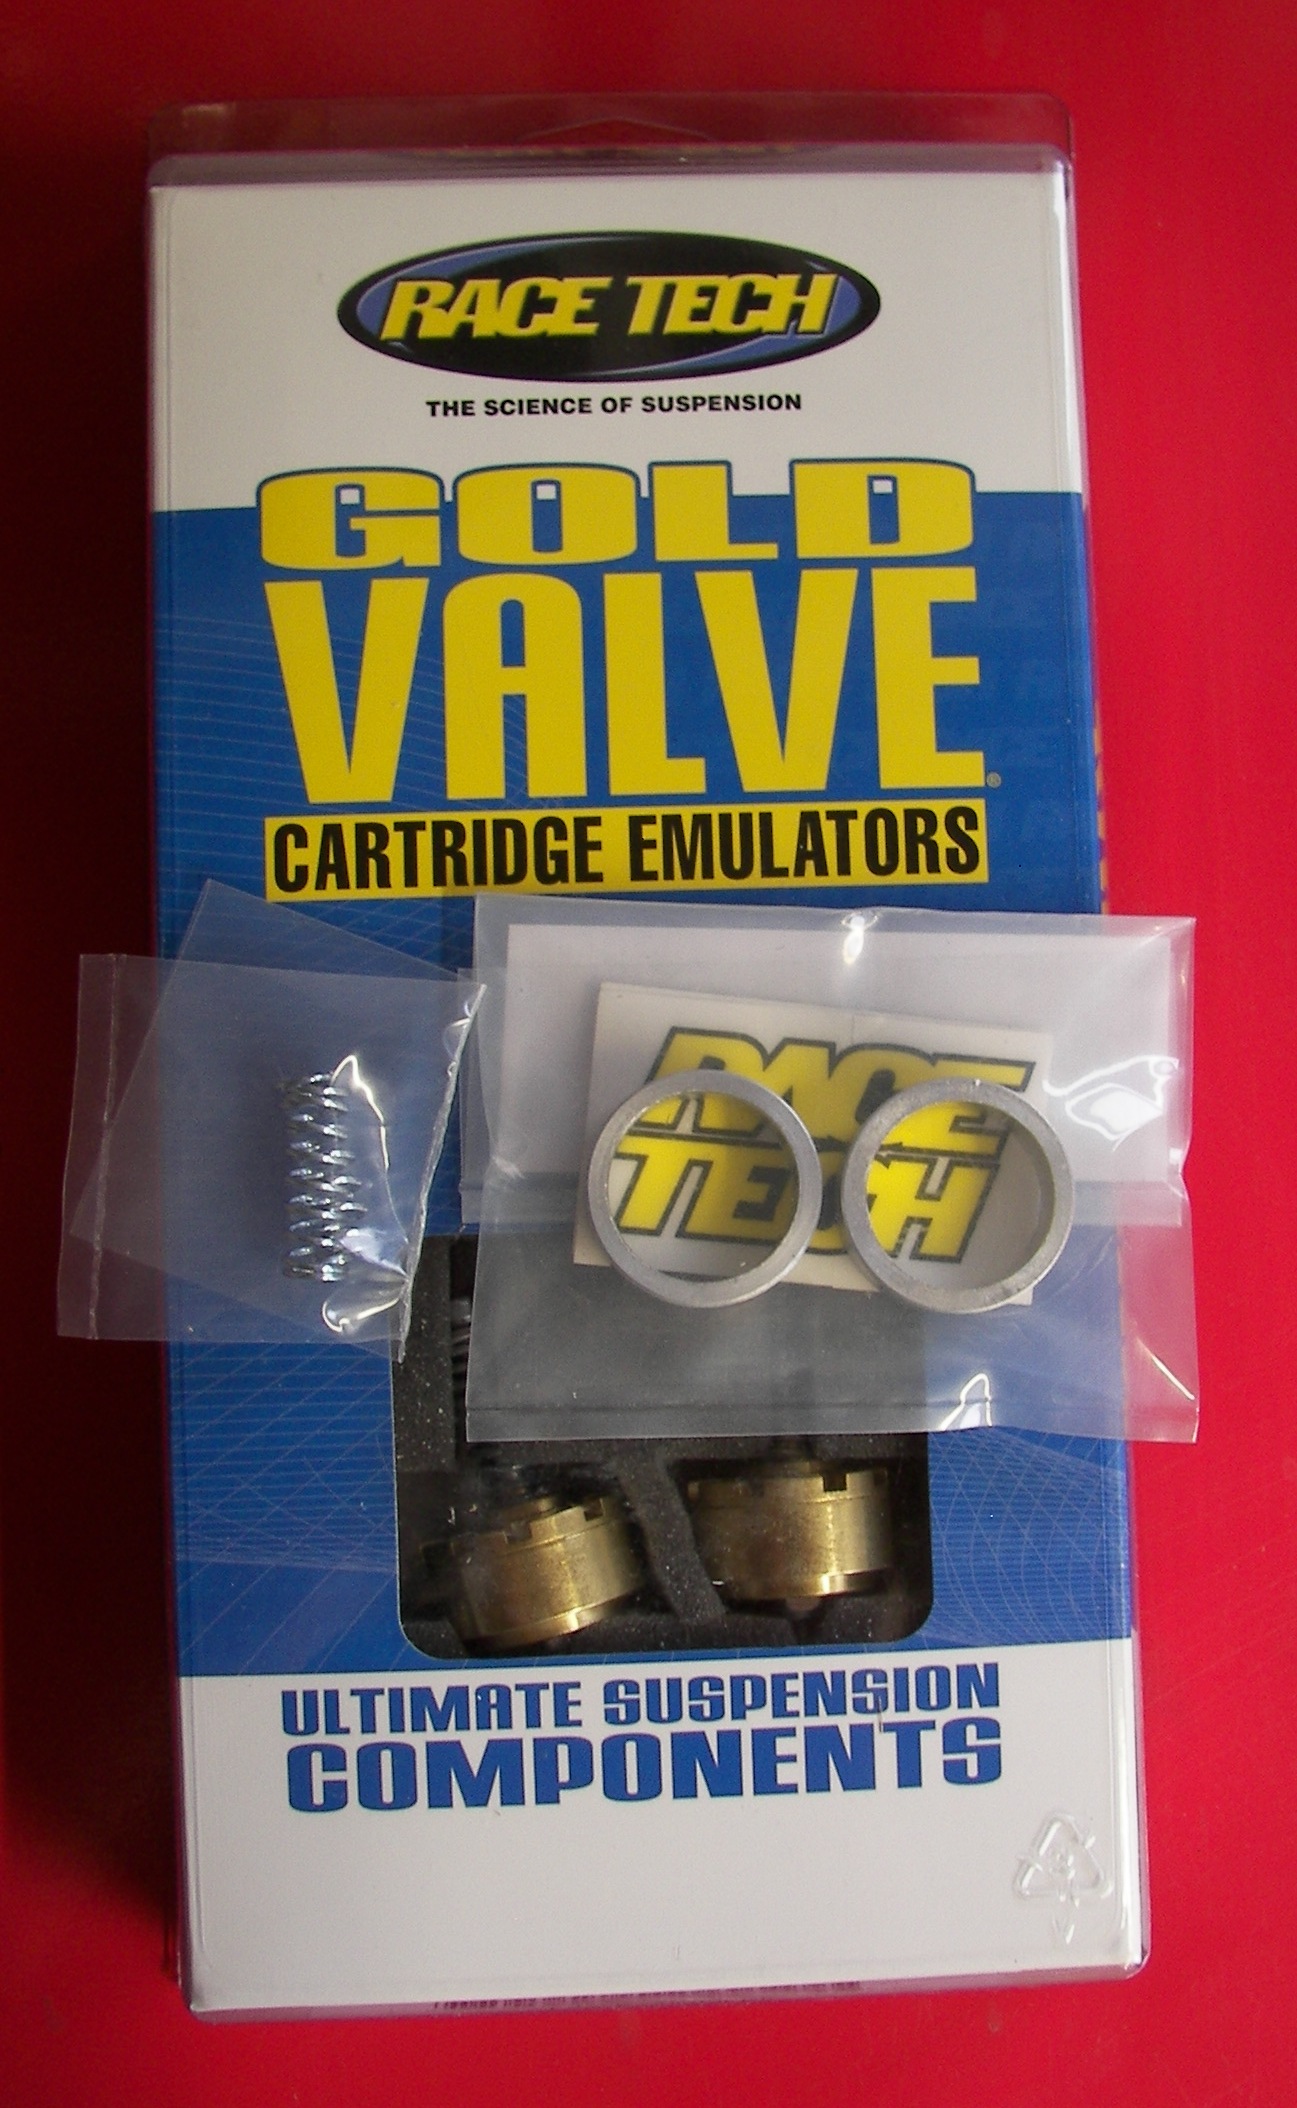 RACE TECH
THE SCIENCE OF SUSPENSION
GOLD
VALVE®
CARTRIDGE EMULATORS
RACE
TECH
ULTIMATE SUSPENSION
COMPONENTS